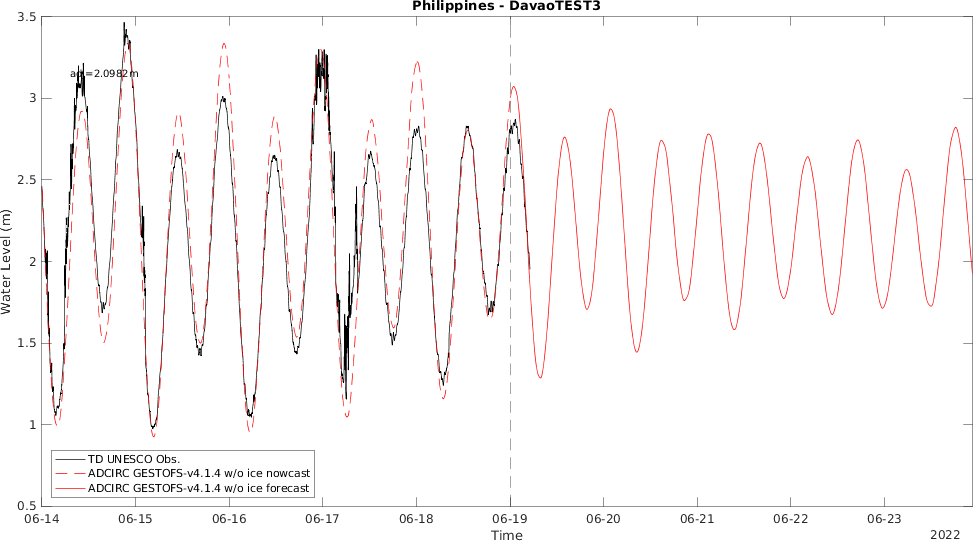 Philippines - DavaoTEST3
3.5
3
2.5
2
1.5
1
0.5
Water Level (m)
=2.0982m
TD UNESCO Obs.
ADCIRC GESTOFS-v4.1.4 w/o ice nowcast
ADCIRC GESTOFS-v4.1.4 w/o ice forecast
06-14
06-15
06-16
06-17
06-18
06-19
06-20
06-21
06-22
06-23
Time
2022